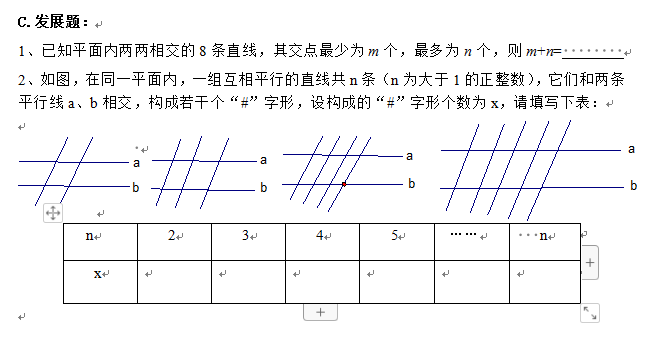 C.发展题：
1、已知平面内两两相交的8条直线，其交点最少为m个，最多为n个，则m+n=
2、如图，在同一平面内，一组互相平行的直线共n条（n为大于1的正整数），它们和两条
平行线a、b相交，构成若干个“#”字形，设构成的“#”字形个数为x，请填写下表：
a a a a
b b b b
n 2 3 4 5 …… n
x